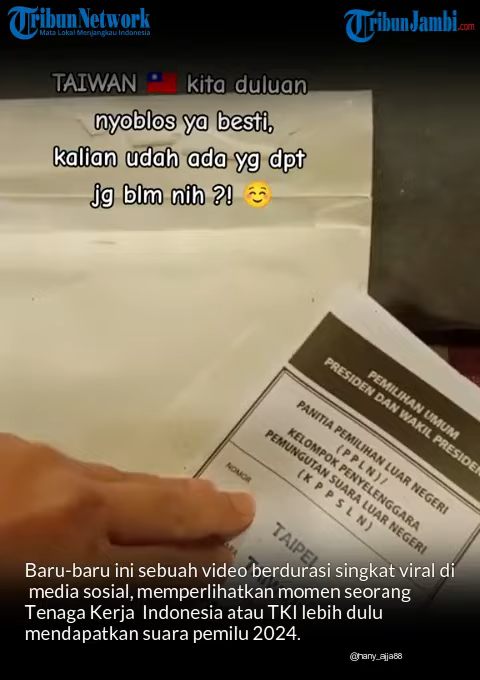 TribunNetwork
Mata Lokal Menjangkau Indonesia
TribunJambi.com
TAIWAN 🇹🇼 kita duluan
nyoblos ya besti,
kalian udah ada yg dpt
jg blm nih ?! ☺️
PEMILIHAN UMUM
PRESIDEN DAN WAKIL PRESIDEN
PANITIA PEMILIHAN LUAR NEGERI
( P P L N ) /
KELOMPOK PENYELENGGARA
PEMUNGUTAN SUARA LUAR NEGERI
( K P P S L N )
NOMOR
TAIPEI
Baru-baru ini sebuah video berdurasi singkat viral di
media sosial, memperlihatkan momen seorang
Tenaga Kerja Indonesia atau TKI lebih dulu
mendapatkan suara pemilu 2024.
@hany_ajja88